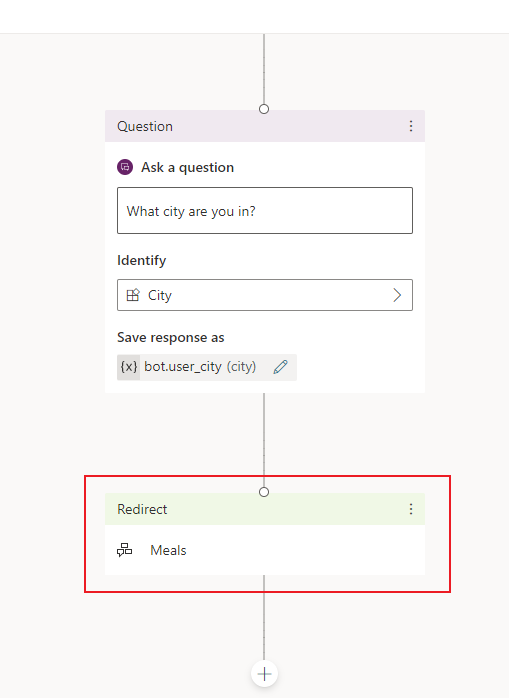 Question
Ask a question
What city are you in?
Identify
City
Save response as
{x} bot.user_city (city)
Redirect
Meals